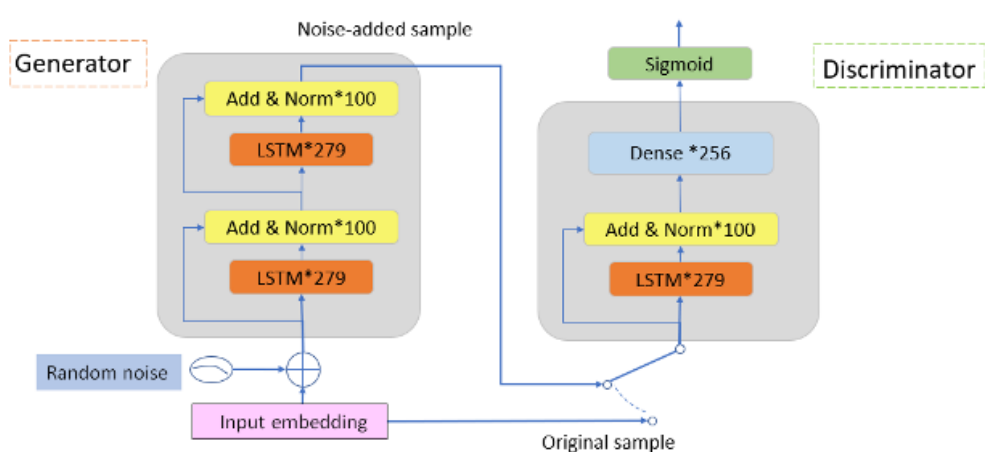 Noise-added sample
Generator
Add & Norm*100
LSTM*279
Add & Norm*100
LSTM*279
Random noise
Input embedding
Original sample
Sigmoid
Discriminator
Dense *256
Add & Norm*100
LSTM*279